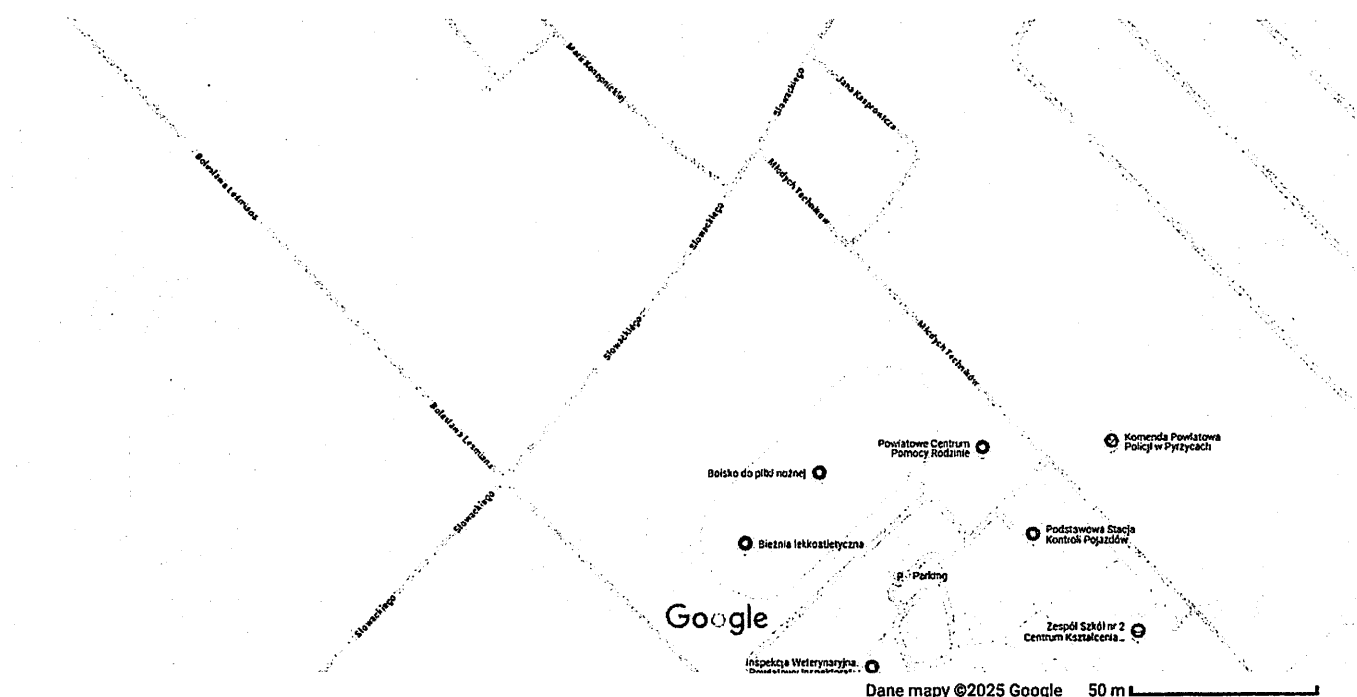 Marii Konopnickiej
Słowackiego
Jana Kasprowicza
Bolesława Leśmiana
Młodych Techników
Słowackiego
Słowackiego
Młodych Techników
Bolesława Leśmiana
Powiatowe Centrum
Pomocy Rodzinie
Komenda Powiatowa
Policji w Pyrzycach
Boisko do piłki nożnej
Słowackiego
Bieżnia lekkoatletyczna
Podstawowa Stacja
Kontroli Pojazdów
P Parking
Słowackiego
Google
Zespół Szkół nr 2
Centrum Kształcenia...
Inspekcja Weterynaryjna.
Dane mapy ©2025 Google 50 m